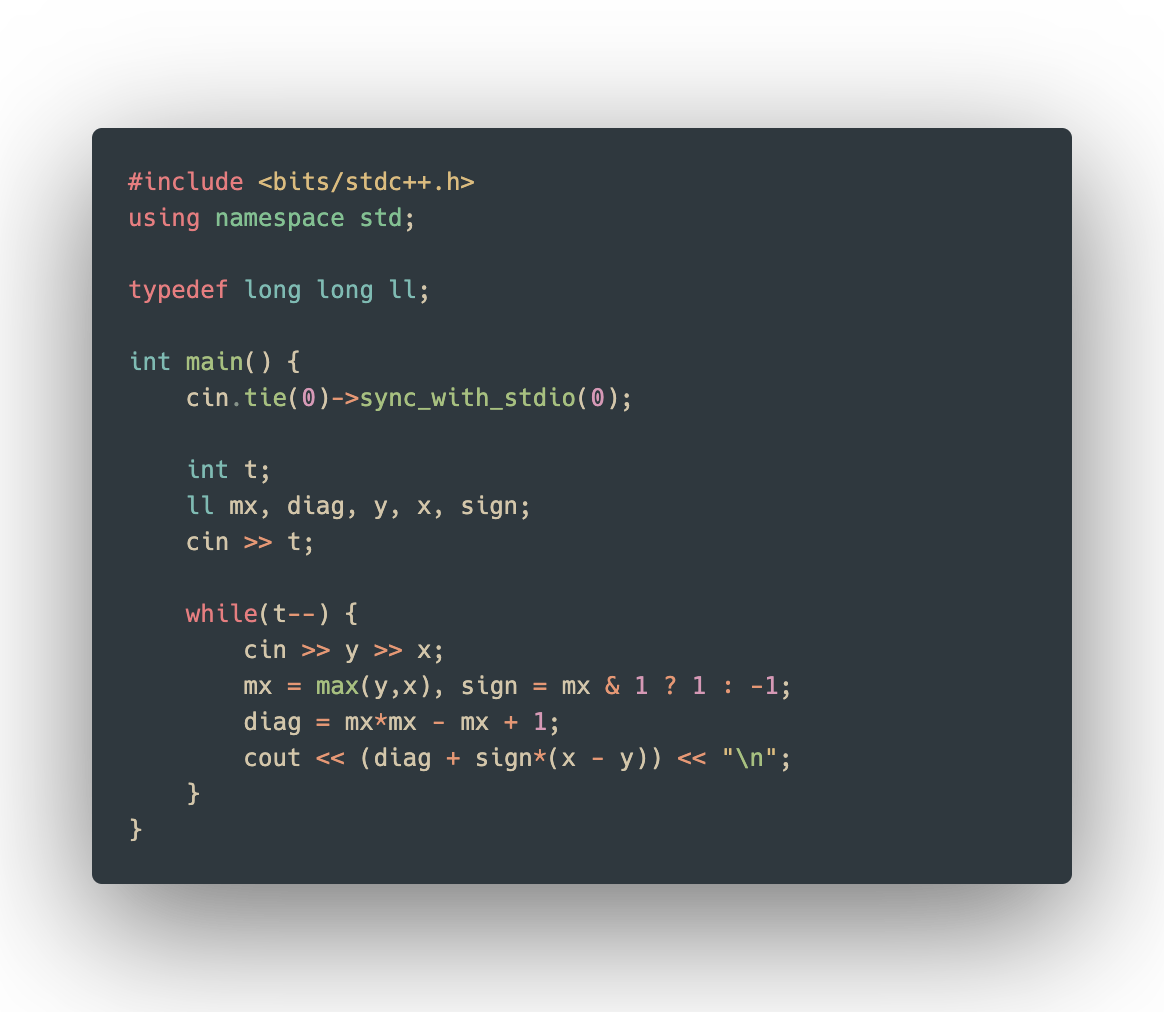 #include <bits/stdc++.h>
using namespace std;

typedef long long ll;

int main() {
    cin.tie(0)->sync_with_stdio(0);

    int t;
    ll mx, diag, y, x, sign;
    cin >> t;

    while(t--) {
        cin >> y >> x;
        mx = max(y,x), sign = mx & 1 ? 1 : -1;
        diag = mx*mx - mx + 1;
        cout << (diag + sign*(x - y)) << "\n";
    }
}